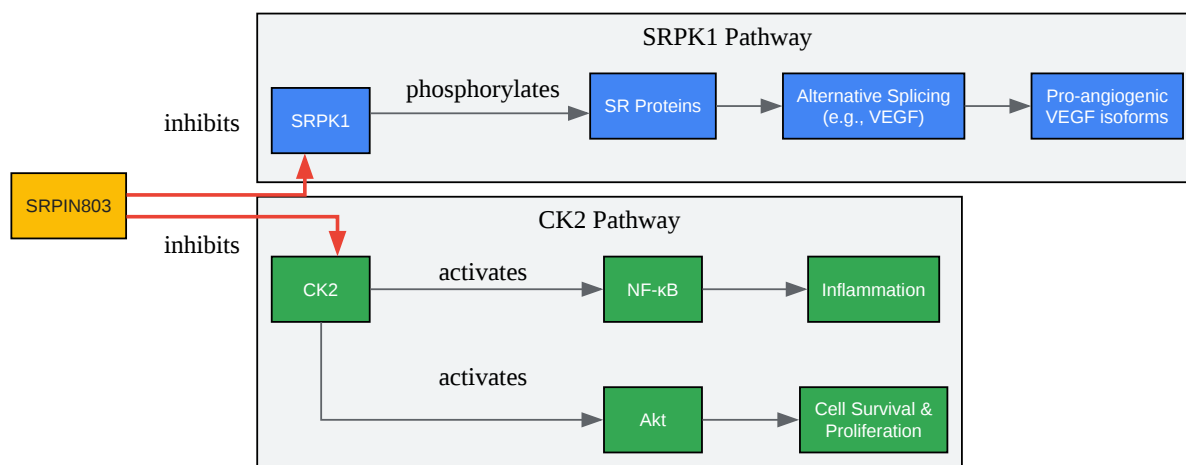 SRPK1 Pathway
inhibits
SRPK1
phosphorylates
SR Proteins
Alternative Splicing
(e.g., VEGF)
Pro-angiogenic
VEGF isoforms
SRPIN803
inhibits
CK2 Pathway
CK2
activates
NF-κB
Inflammation
activates
Akt
Cell Survival &
Proliferation